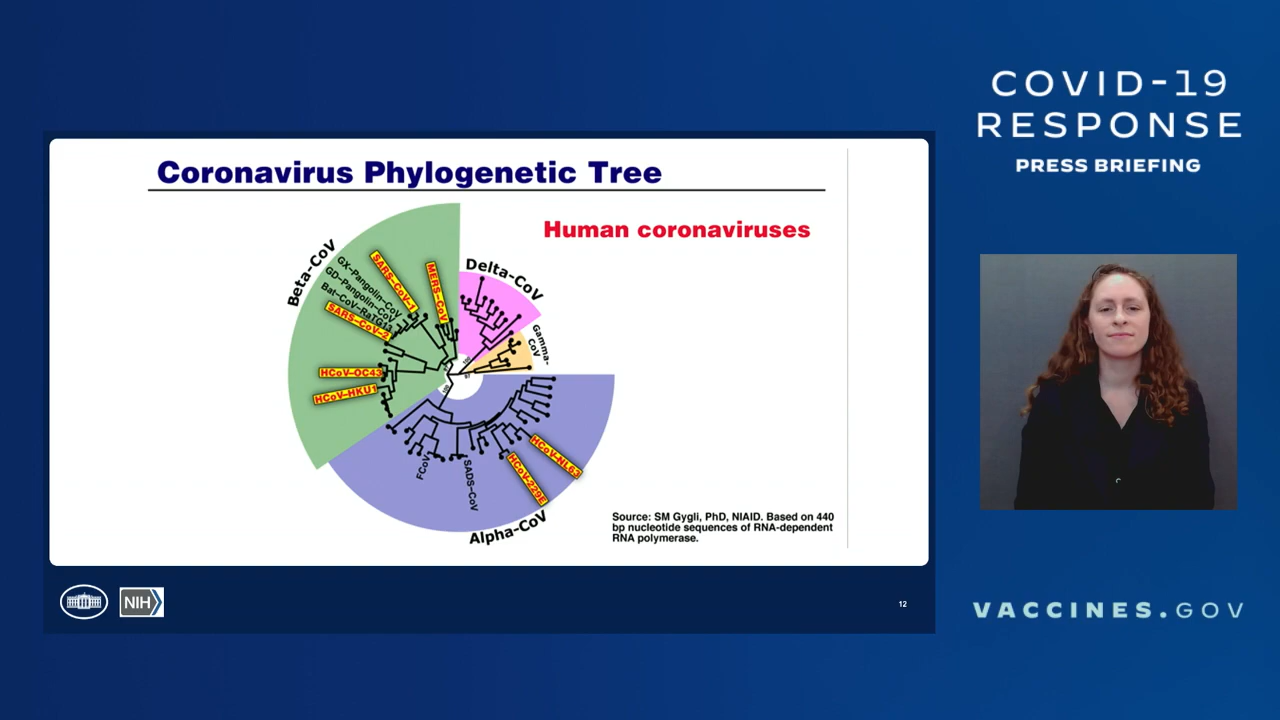 COVID-19
RESPONSE
PRESS BRIEFING
Coronavirus Phylogenetic Tree
Human coronaviruses
Beta-CoV
GX-Pangolin-CoV
GD-Pangolin-CoV
Bat-CoV-RaTG13
SARS-CoV-2
SARS-CoV-1
MERS-CoV
HCoV-OC43
HCoV-HKU1
Delta-CoV
Gamma-
CoV
100
FCoV
SADS-CoV
HCoV-229E
HCoV-NL63
Alpha-CoV
Source: SM Gygli, PhD, NIAID. Based on 440
bp nucleotide sequences of RNA-dependent
RNA polymerase.
NIH
12
VACCINES.GOV